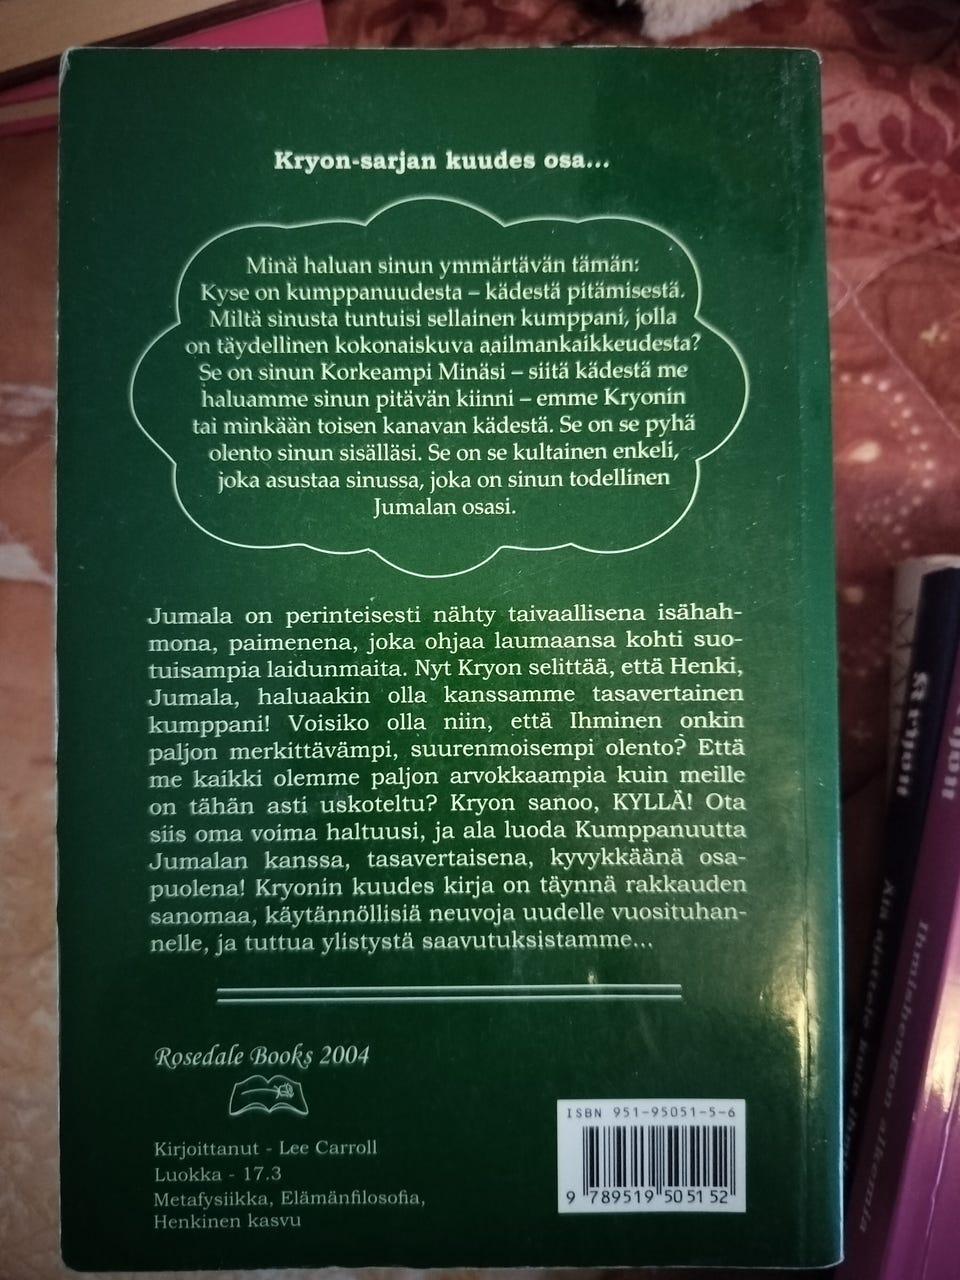 Kryon-sarjan kuudes osa...
Minä haluan sinun ymmärtävän tämän:
Kyse on kumppanuudesta – kädestä pitämisestä.
Miltä sinusta tuntuisi sellainen kumppani, jolla
on täydellinen kokonaiskuva aailmankaikkeudesta?
Se on sinun Korkeampi Minäsi – siitä kädestä me
haluamme sinun pitävän kiinni – emme Kryonin
tai minkään toisen kanavan kädestä. Se on se pyhä
olento sinun sisälläsi. Se on se kultainen enkeli,
joka asustaa sinussa, joka on sinun todellinen
Jumalan osasi.
Jumala on perinteisesti nähty taivaallisena isähah-
mona, paimenena, joka ohjaa laumaansa kohti suo-
tuisampia laidunmaita. Nyt Kryon selittää, että Henki,
Jumala, haluaakin olla kanssamme tasavertainen
kumppani! Voisiko olla niin, että Ihminen onkin
paljon merkittävämpi, suurenmoisempi olento? Että
me kaikki olemme paljon arvokkaampia kuin meille
on tähän asti uskoteltu? Kryon sanoo, KYLLÄ! Ota
siis oma voima haltuusi, ja ala luoda Kumppanuutta
Jumalan kanssa, tasavertaisena, kyvykkäänä osa-
puolena! Kryonin kuudes kirja on täynnä rakkauden
sanomaa, käytännöllisiä neuvoja uudelle vuosituhan-
nelle, ja tuttua ylistystä saavutuksistamme...
Rosedale Books 2004
Kirjoittanut - Lee Carroll
Luokka - 17.3
Metafysiikka, Elämänfilosofia,
Henkinen kasvu
ISBN 951-95051-5-6
9 789519 505152
Kryon
Älä ajattele kuin
Ihmishengen alkemia